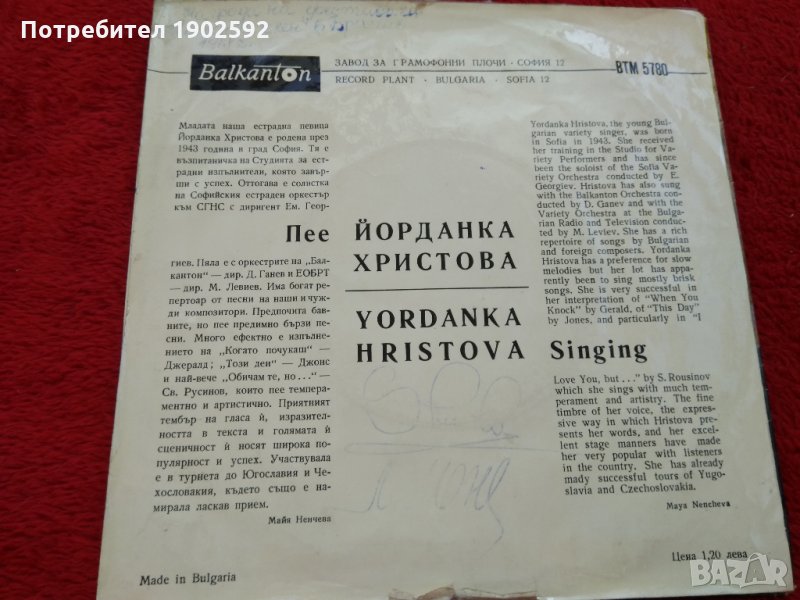 Потребител 1902592
Balkanton
ЗАВОД ЗА ГРАМОФОННИ ПЛОЧИ · СОФИЯ 12
RECORD PLANT · BULGARIA · SOFIA 12
BTM 5780
Младата наша естрадна певица
Йорданка Христова е родена през
1943 година в град София. Тя е
възпитаничка на Студията за ест-
радни изпълнители, която завър-
ши с успех. Оттогава е солистка
на Софийския естраден оркестър
към СГНС с диригент Ем. Геор-
Пее ЙОРДАНКА
ХРИСТОВА
гиев. Пяла е с оркестрите на „Бал-
кантон“ — дир. Д. Ганев и ЕОБРТ
— дир. М. Левиев. Има богат ре-
пертоар от песни на наши и чуж-
ди композитори. Предпочита бав-
ните, но пее предимно бързи пе-
сни. Много ефектно е изпълне-
нието на „Когато почукаш“ —
Джералд; „Този ден“ — Джонс
и най-вече „Обичам те, но...“ —
Св. Русинов, които пее темпера-
ментно и артистично. Приятният
тембър на гласа ѝ, изразител­ност-
та в текста и голямата ѝ
сценичност ѝ носят широка по-
пулярност и успех. Участвувала
е в турнета до Югославия и Че-
хословакия, където също е на-
мирала ласкав прием.
Майя Ненчева
Yordanka Hristova, the young Bul-
garian variety singer, was born
in Sofia in 1943. She received
her training in the Studio for Va-
riety Performers and has since
been the soloist of the Sofia Va-
riety Orchestra conducted by E.
Georgiev. Hristova has also sung
with the Balkanton Orchestra con-
ducted by D. Ganev and with the
Variety Orchestra at the Bulga-
rian Radio and Television conduc-
ted by M. Leviev. She has a rich
repertoire of songs by Bulgarian
and foreign composers. Yordanka
Hristova has a preference for slow
melodies but her lot has appa-
rently been to sing mostly brisk
songs. She is very successful in
her interpretation of "When You
Knock" by Gerald, of "This Day"
by Jones, and particularly in "I
YORDANKA
HRISTOVA Singing
Love You, but..." by S. Rousinov
which she sings with much tem-
perament and artistry. The fine
timbre of her voice, the expres-
sive way in which Hristova pre-
sents her words, and her excel-
lent stage manners have made
her very popular with listeners
in the country. She has already
mady successful tours of Yugo-
slavia and Czechoslovakia.
Maya Nencheva
Made in Bulgaria
Цена 1,20 лева
BAZAR